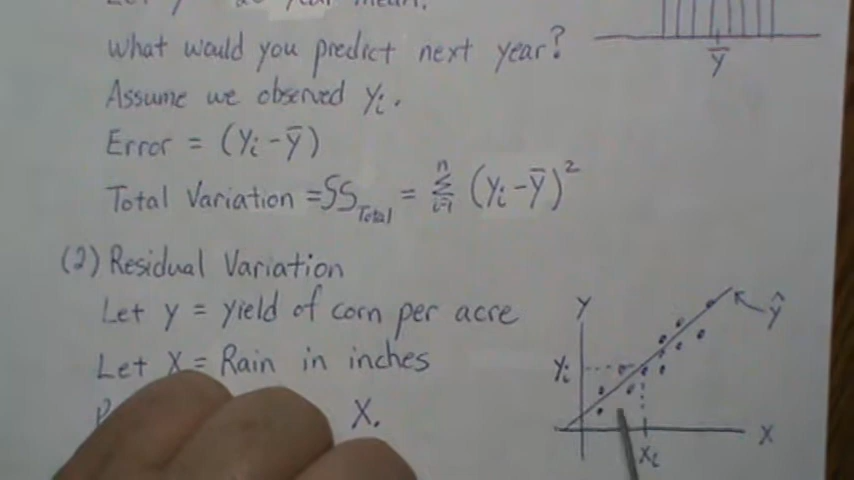 what would you predict next year?
Assume we observed yᵢ.
Error = (yᵢ - ȳ)
Total Variation = SS_Total = Σ_{i=1}^{n} (yᵢ - ȳ)²
(2) Residual Variation
Let y = yield of corn per acre
Let X = Rain in inches
X.
ȳ
y
ŷ
yᵢ
X
xᵢ